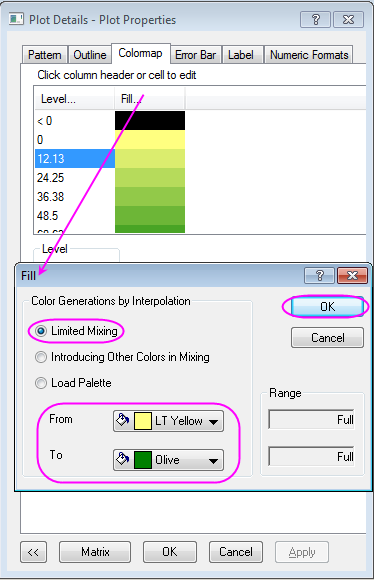 Plot Details - Plot Properties
Pattern Outline Colormap Error Bar Label Numeric Formats
Click column header or cell to edit
Level... Fill...
< 0
0
12.13
24.25
36.38
48.5
Level
Fill
Color Generations by Interpolation
OK
Limited Mixing
Cancel
Introducing Other Colors in Mixing
Load Palette
Range
From LT Yellow Full
To Olive Full
<< Matrix OK Cancel Apply